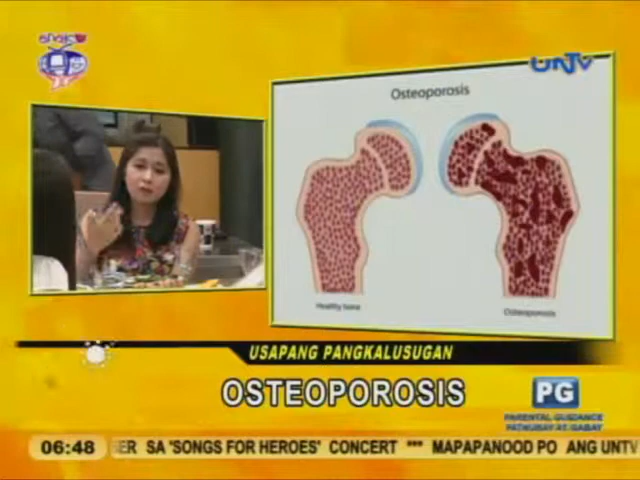 UNTV
Osteoporosis
Healthy bone
Osteoporosis
USAPANG PANGKALUSUGAN
OSTEOPOROSIS
PG
PARENTAL GUIDANCE
PATNUBAY AT GABAY
06:48
ER SA 'SONGS FOR HEROES' CONCERT *** MAPAPANOOD PO ANG UNTV